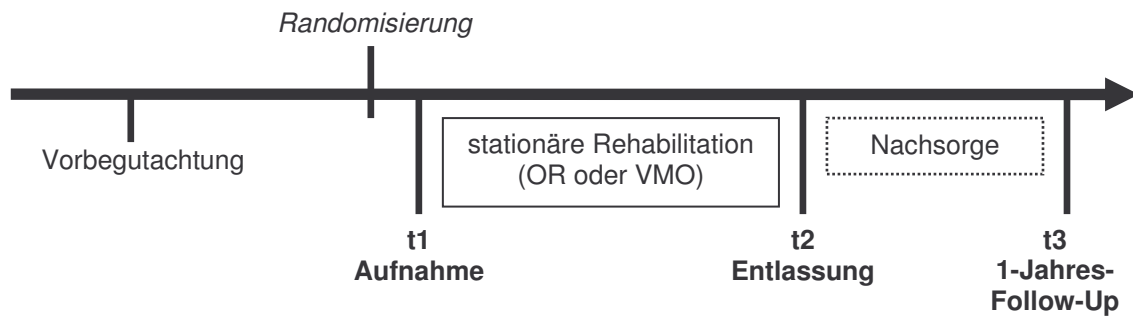 Randomisierung
Vorbegutachtung
stationäre Rehabilitation
(OR oder VMO)
Nachsorge
t1
Aufnahme
t2
Entlassung
t3
1-Jahres-
Follow-Up